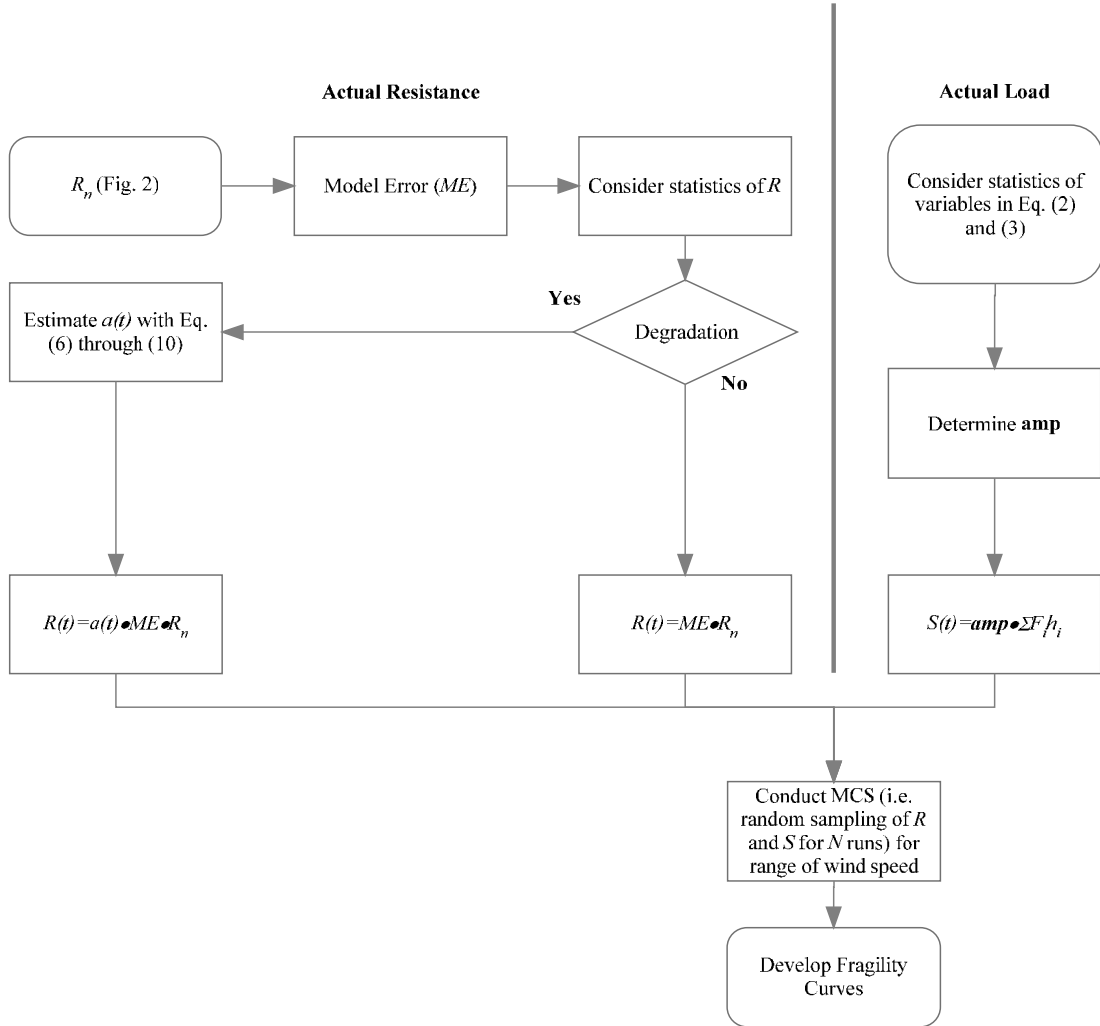 Actual Resistance
Actual Load
R_n (Fig. 2)
Model Error (ME)
Consider statistics of R
Consider statistics of
variables in Eq. (2)
and (3)
Yes
Estimate a(t) with Eq.
(6) through (10)
Degradation
No
Determine amp
R(t)=a(t)●ME●R_n
R(t)=ME●R_n
S(t)=amp●ΣF_i h_i
Conduct MCS (i.e.
random sampling of R
and S for N runs) for
range of wind speed
Develop Fragility
Curves